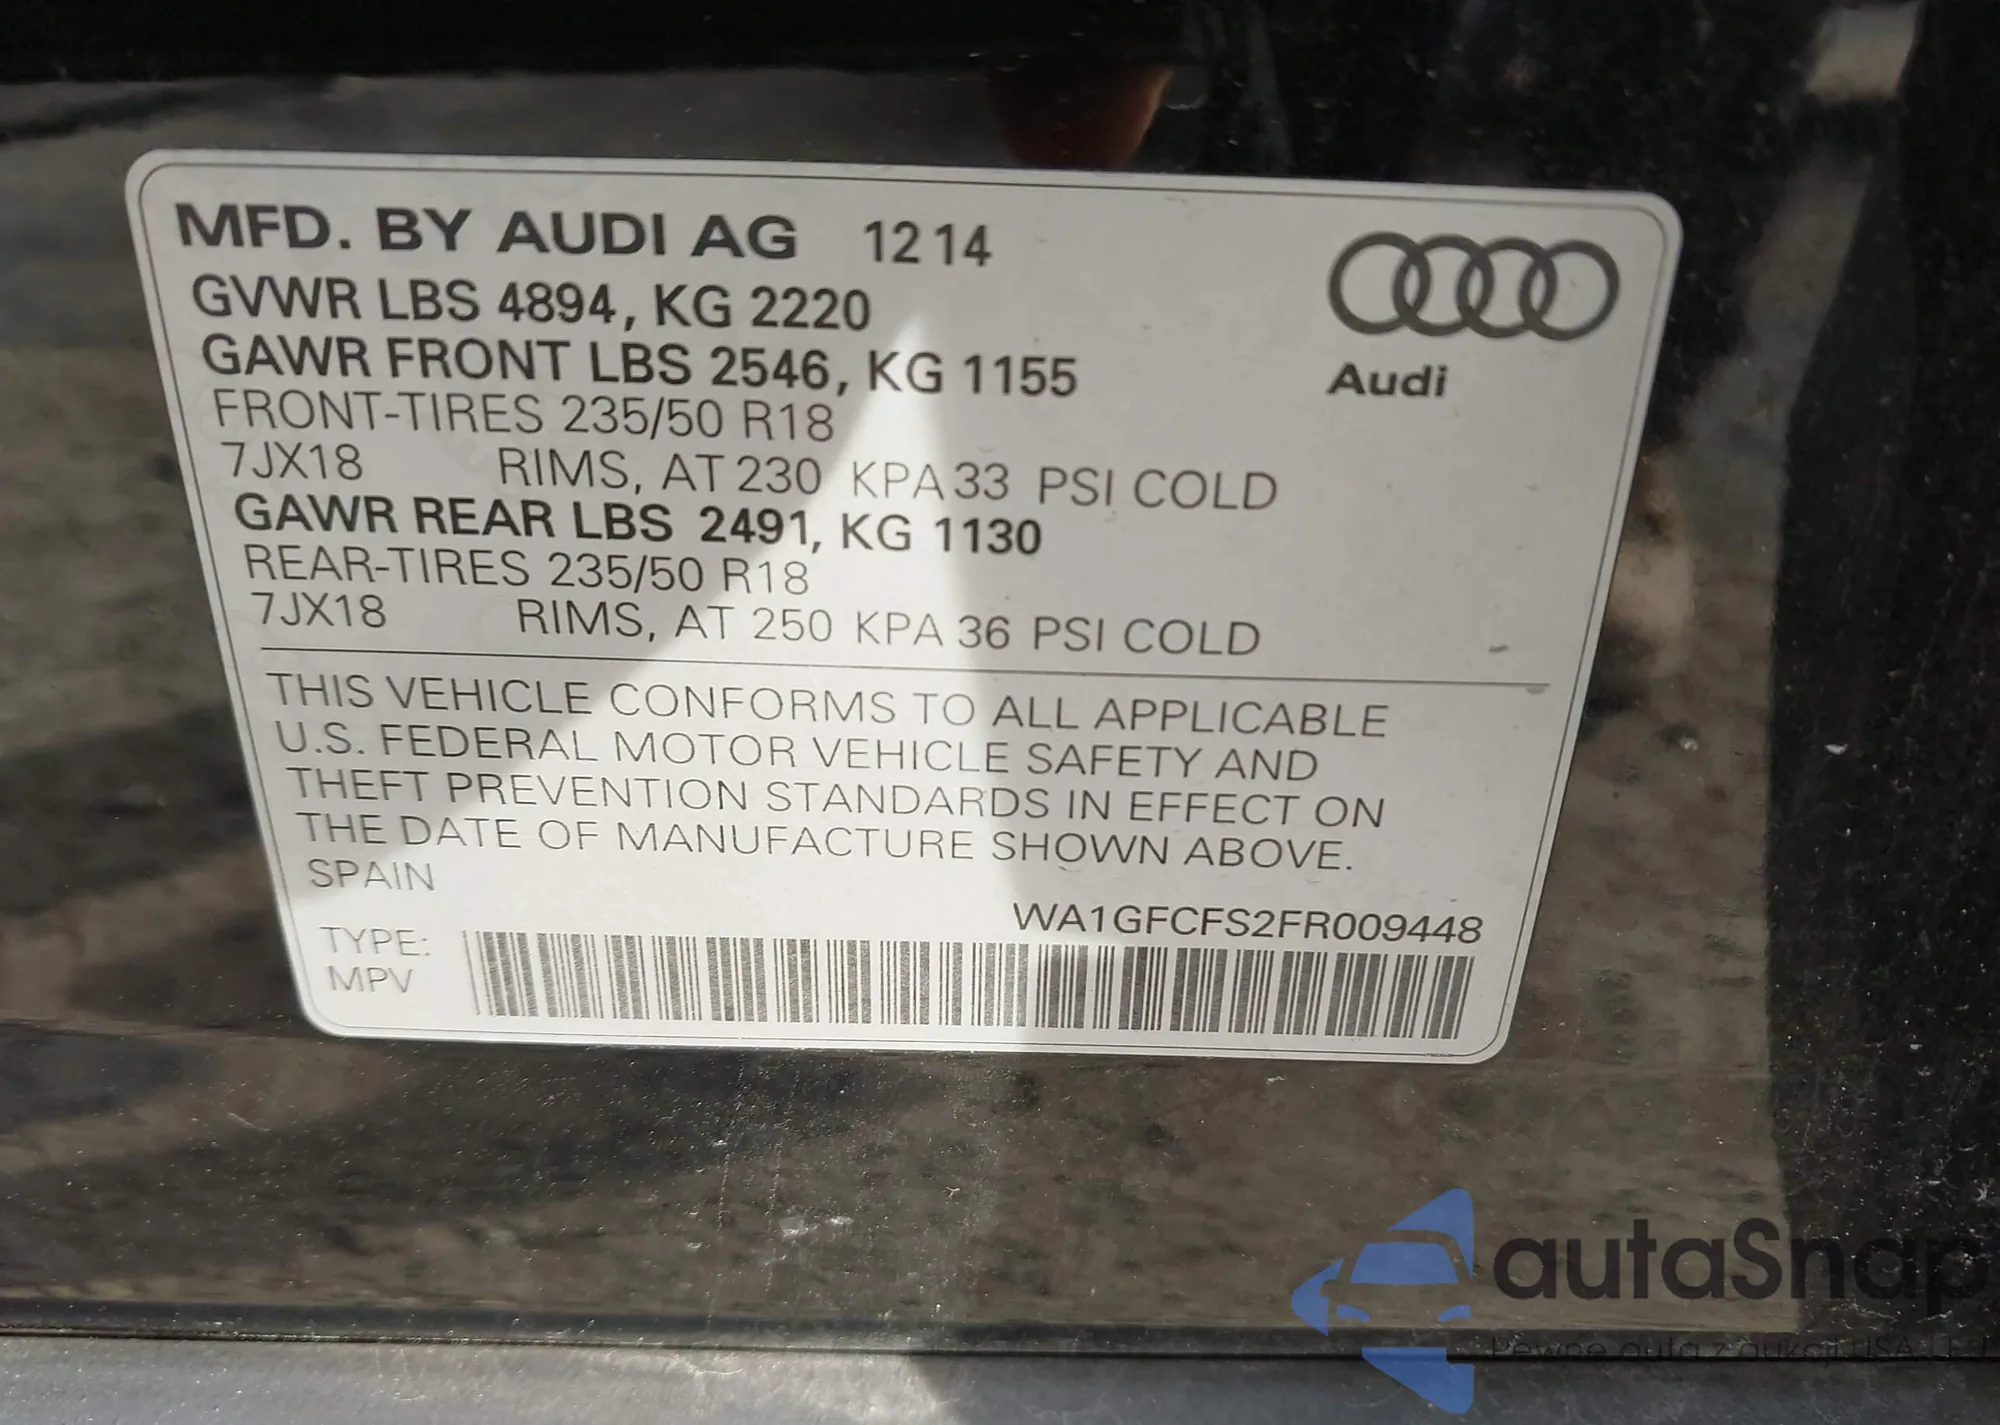 MFD. BY AUDI AG 12 14
GVWR LBS 4894, KG 2220
GAWR FRONT LBS 2546, KG 1155
FRONT-TIRES 235/50 R18
7JX18 RIMS, AT 230 KPA 33 PSI COLD
GAWR REAR LBS 2491, KG 1130
REAR-TIRES 235/50 R18
7JX18 RIMS, AT 250 KPA 36 PSI COLD
Audi
THIS VEHICLE CONFORMS TO ALL APPLICABLE
U.S. FEDERAL MOTOR VEHICLE SAFETY AND
THEFT PREVENTION STANDARDS IN EFFECT ON
THE DATE OF MANUFACTURE SHOWN ABOVE.
SPAIN
WA1GFCFS2FR009448
TYPE:
MPV
autaSnap
Pewne auta z aukcji USA